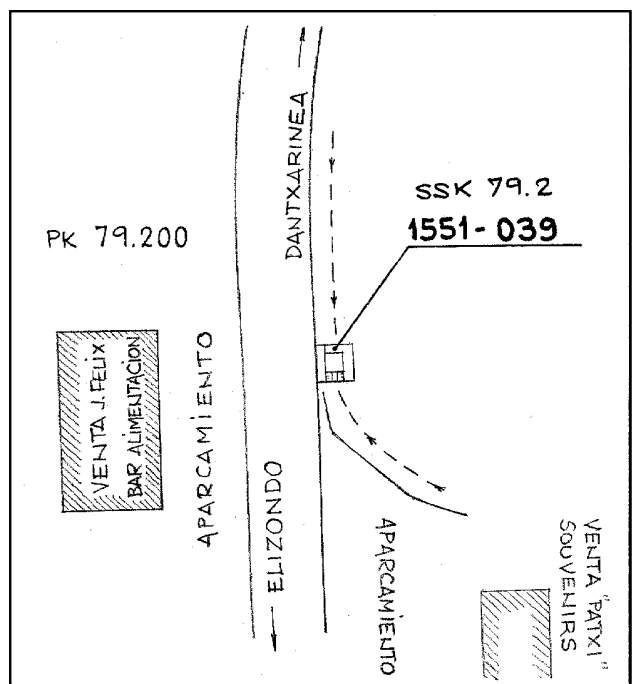 DANTXARINEA
SSK 79.2
1551-039
PK 79.200
VENTA J. FELIX
BAR ALIMENTACION
APARCAMIENTO
ELIZONDO
APARCAMIENTO
VENTA "PATXI"
SOUVENIRS